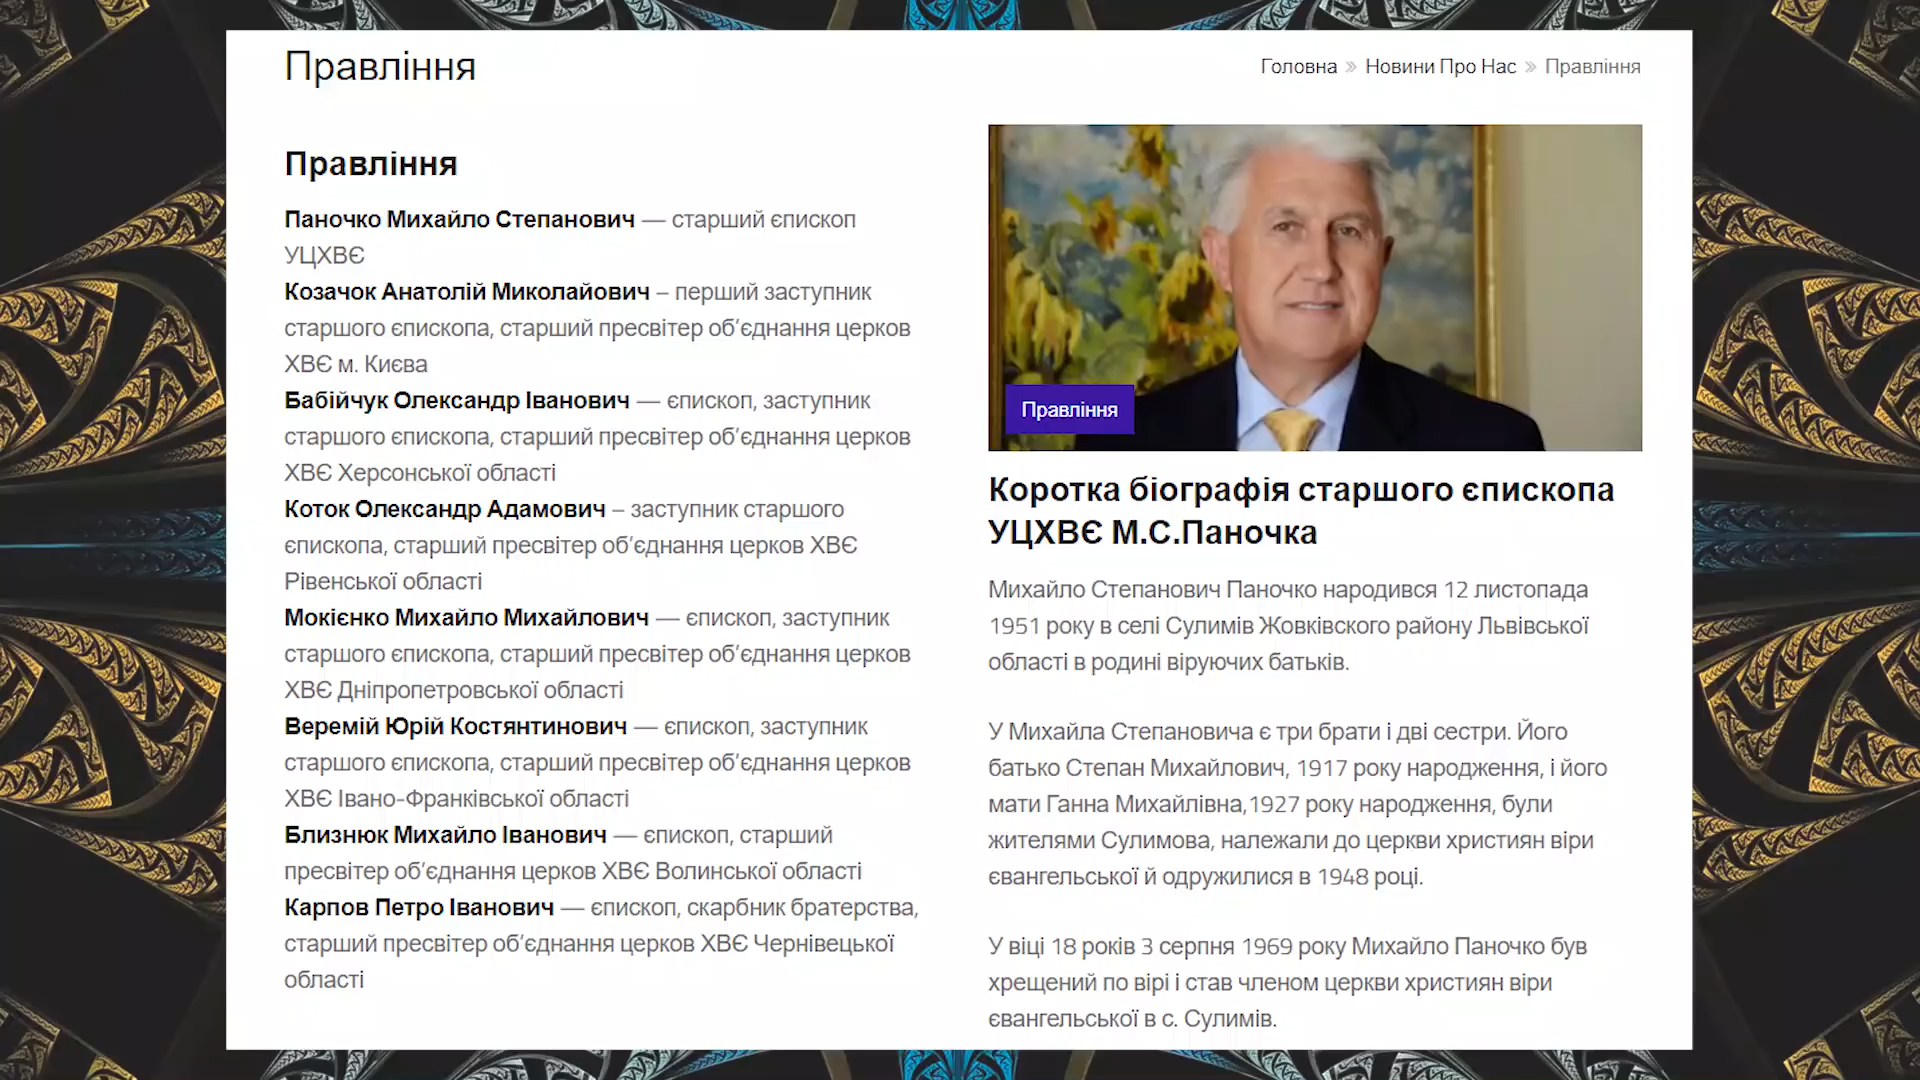 Правління
Головна » Новини Про Нас » Правління
Правління
Паночко Михайло Степанович — старший єпископ
УЦХВЄ
Козачок Анатолій Миколайович – перший заступник
старшого єпископа, старший пресвітер об’єднання церков
ХВЄ м. Києва
Бабійчук Олександр Іванович — єпископ, заступник
старшого єпископа, старший пресвітер об’єднання церков
ХВЄ Херсонської області
Коток Олександр Адамович – заступник старшого
єпископа, старший пресвітер об’єднання церков ХВЄ
Рівенської області
Мокієнко Михайло Михайлович — єпископ, заступник
старшого єпископа, старший пресвітер об’єднання церков
ХВЄ Дніпропетровської області
Веремій Юрій Костянтинович — єпископ, заступник
старшого єпископа, старший пресвітер об’єднання церков
ХВЄ Івано-Франківської області
Близнюк Михайло Іванович — єпископ, старший
пресвітер об’єднання церков ХВЄ Волинської області
Карпов Петро Іванович — єпископ, скарбник братерства,
старший пресвітер об’єднання церков ХВЄ Чернівецької
області
Правління
Коротка біографія старшого єпископа
УЦХВЄ М.С.Паночка
Михайло Степанович Паночко народився 12 листопада
1951 року в селі Сулимів Жовківского району Львівської
області в родині віруючих батьків.
У Михайла Степановича є три брати і дві сестри. Його
батько Степан Михайлович, 1917 року народження, і його
мати Ганна Михайлівна,1927 року народження, були
жителями Сулимова, належали до церкви християн віри
євангельської й одружилися в 1948 році.
У віці 18 років 3 серпня 1969 року Михайло Паночко був
хрещений по вірі і став членом церкви християн віри
євангельської в с. Сулимів.